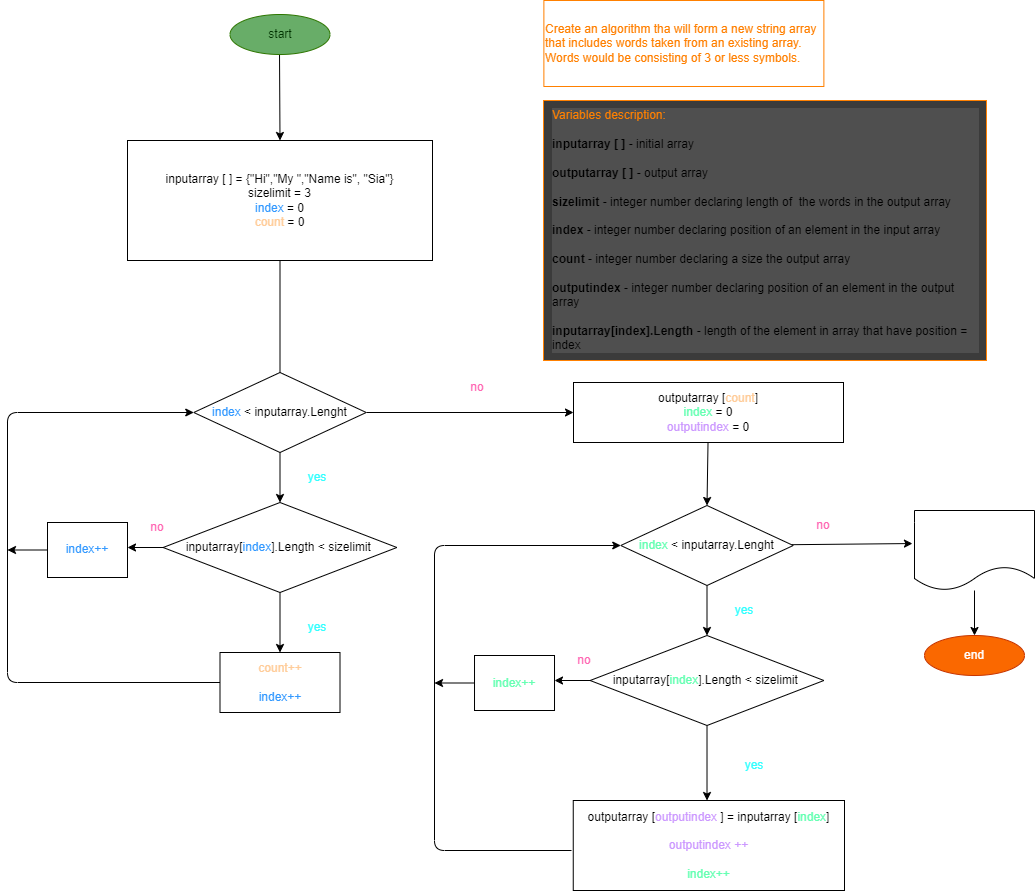 start
Create an algorithm tha will form a new string array
that includes words taken from an existing array.
Words would be consisting of 3 or less symbols.
Variables description:
inputarray [ ] - initial array
outputarray [ ] - output array
sizelimit - integer number declaring length of the words in the output array
index - integer number declaring position of an element in the input array
count - integer number declaring a size the output array
outputindex - integer number declaring position of an element in the output
array
inputarray[index].Length - length of the element in array that have position =
index
inputarray [ ] = {"Hi","My ","Name is", "Sia"}
sizelimit = 3
index = 0
count = 0
index < inputarray.Lenght
no
yes
inputarray[index].Length < sizelimit
no
index++
yes
count++
index++
outputarray [count]
index = 0
outputindex = 0
index < inputarray.Lenght
no
yes
end
inputarray[index].Length < sizelimit
no
index++
yes
outputarray [outputindex ] = inputarray [index]
outputindex ++
index++